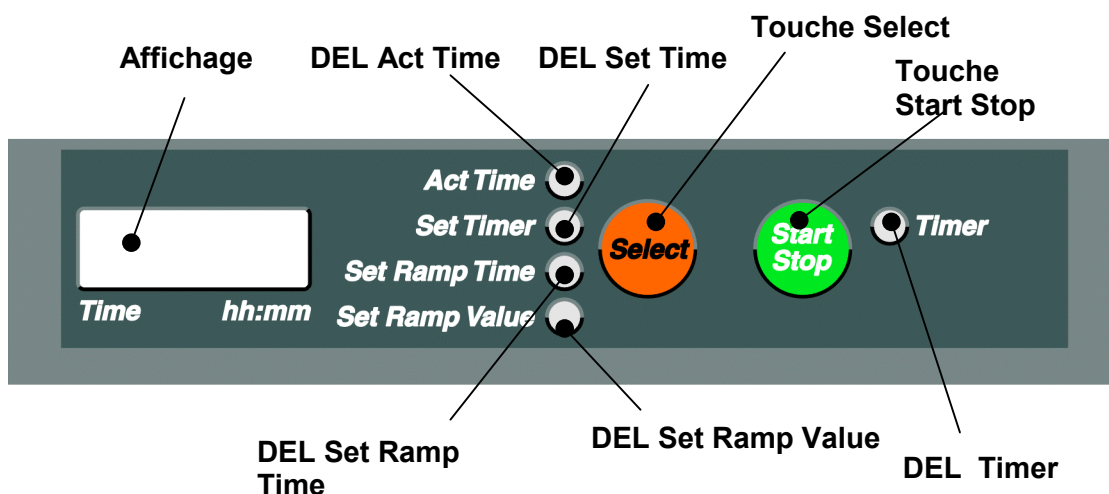 Touche Select
Affichage
DEL Act Time
DEL Set Time
Touche
Start Stop
Act Time
Set Timer
Select
Start
Stop
Timer
Set Ramp Time
Time
hh:mm
Set Ramp Value
DEL Set Ramp
Time
DEL Set Ramp Value
DEL Timer